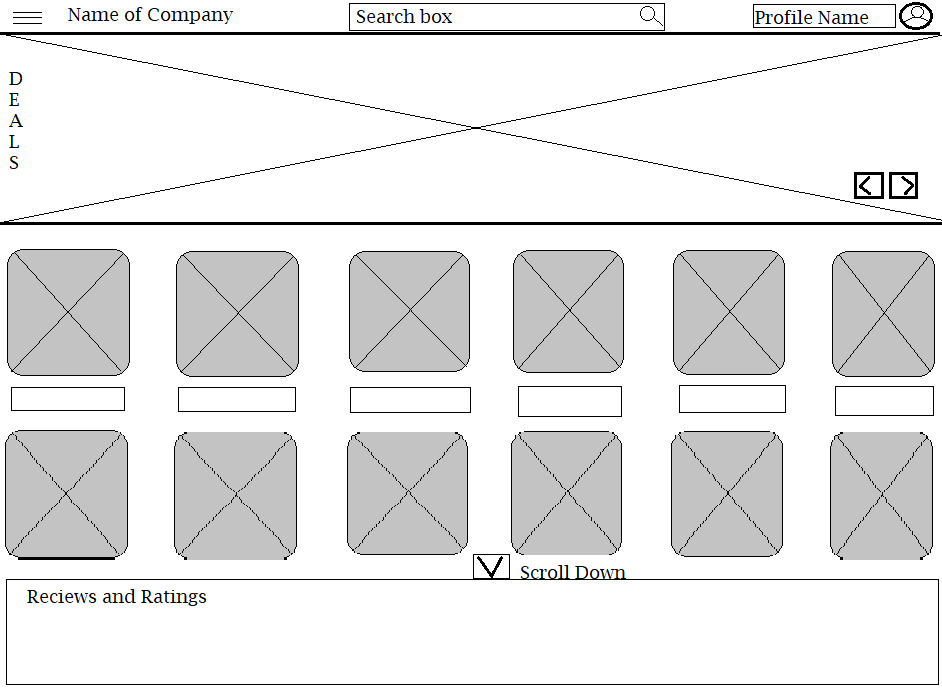 Name of Company
Search box
Profile Name
D
E
A
L
S
Scroll Down
Reciews and Ratings